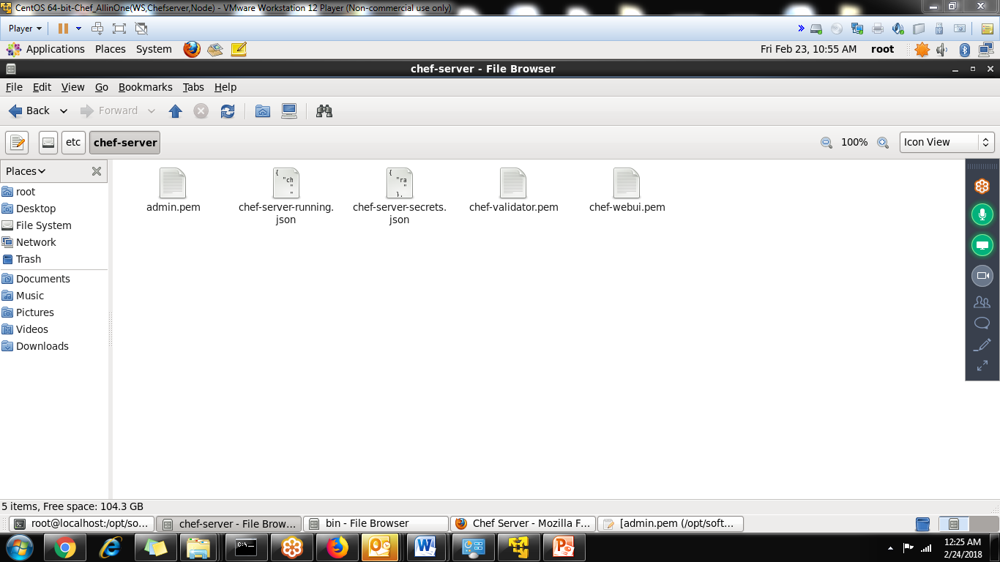 CentOS 64-bit-Chef_AllinOne(WS,Chefserver,Node) - VMware Workstation 12 Player (Non-commercial use only)
Player
Applications Places System Fri Feb 23, 10:55 AM root
chef-server - File Browser
File Edit View Go Bookmarks Tabs Help
Back Forward
etc chef-server 100% Icon View
Places
root
Desktop
File System
Network
Trash
Documents
Music
Pictures
Videos
Downloads
{ "ch " "
{ "ra " },
admin.pem
chef-server-running.
json
chef-server-secrets.
json
chef-validator.pem
chef-webui.pem
5 items, Free space: 104.3 GB
root@localhost:/opt/so... chef-server - File Brow... bin - File Browser Chef Server - Mozilla F... [admin.pem (/opt/soft...
12:25 AM
2/24/2018